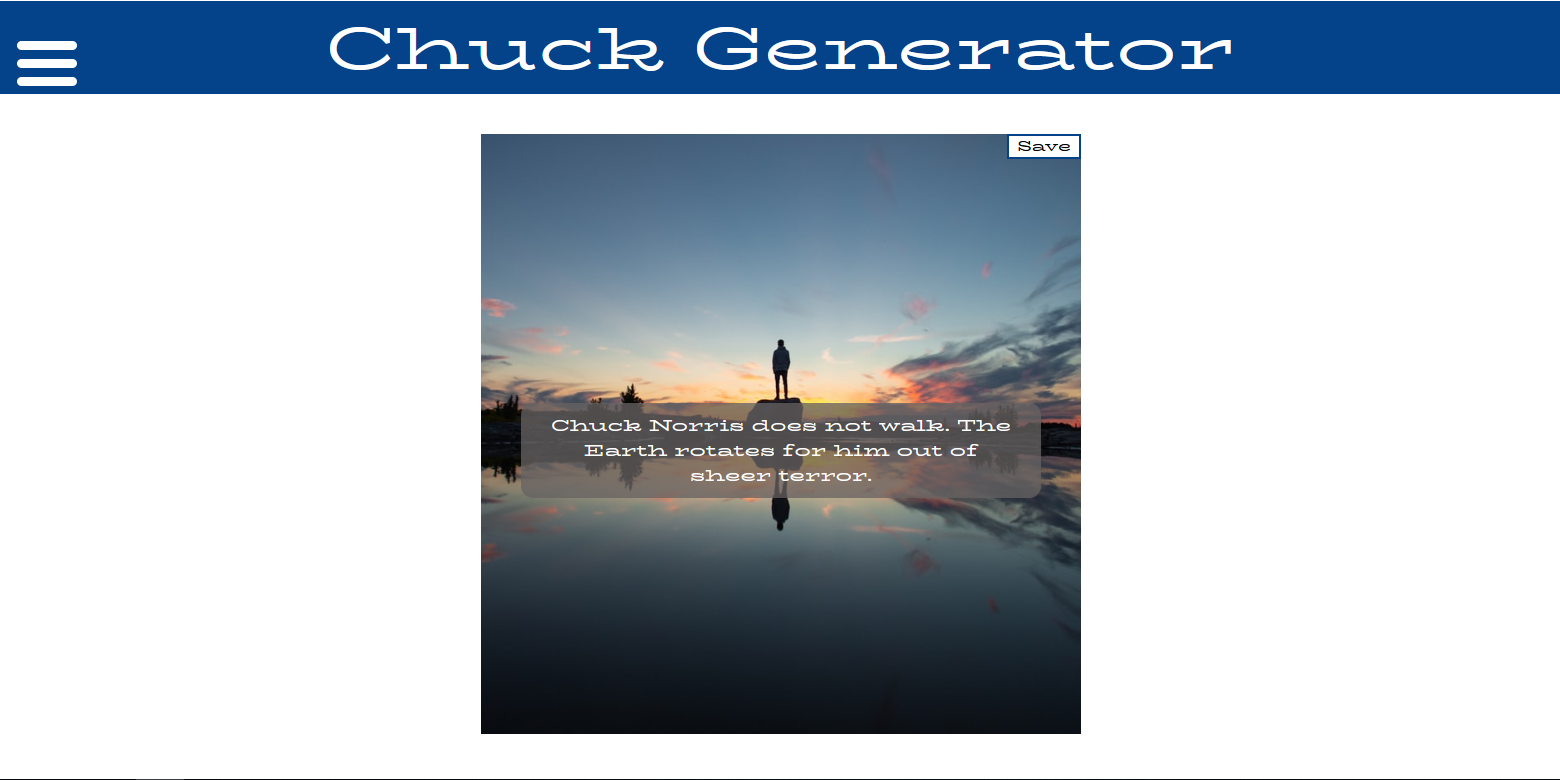 Chuck Generator
Save
Chuck Norris does not walk. The
Earth rotates for him out of
sheer terror.